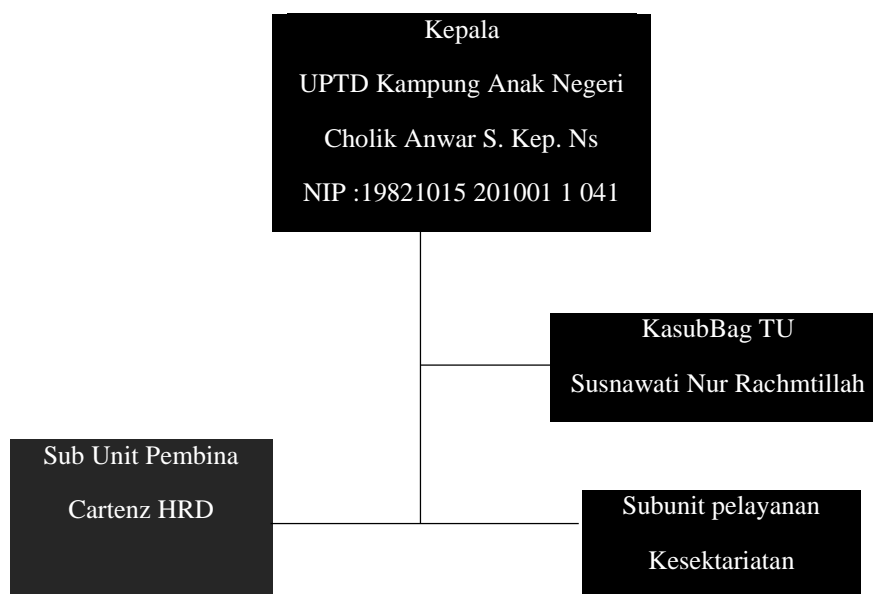 Kepala
UPTD Kampung Anak Negeri
Cholik Anwar S. Kep. Ns
NIP :19821015 201001 1 041
KasubBag TU
Susnawati Nur Rachmtillah
Sub Unit Pembina
Cartenz HRD
Subunit pelayanan
Kesektariatan